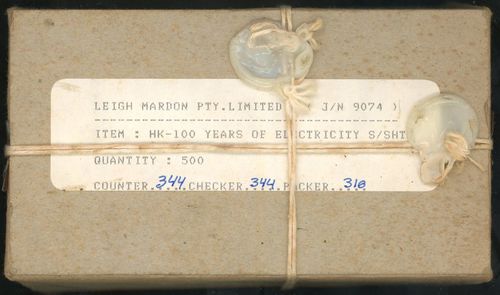 LEIGH MARDON PTY.LIMITED J/N 9074 )
ITEM : HK-100 YEARS OF ELECTRICITY S/SHT
QUANTITY : 500
COUNTER..344...CHECKER..344..PACKER..316....